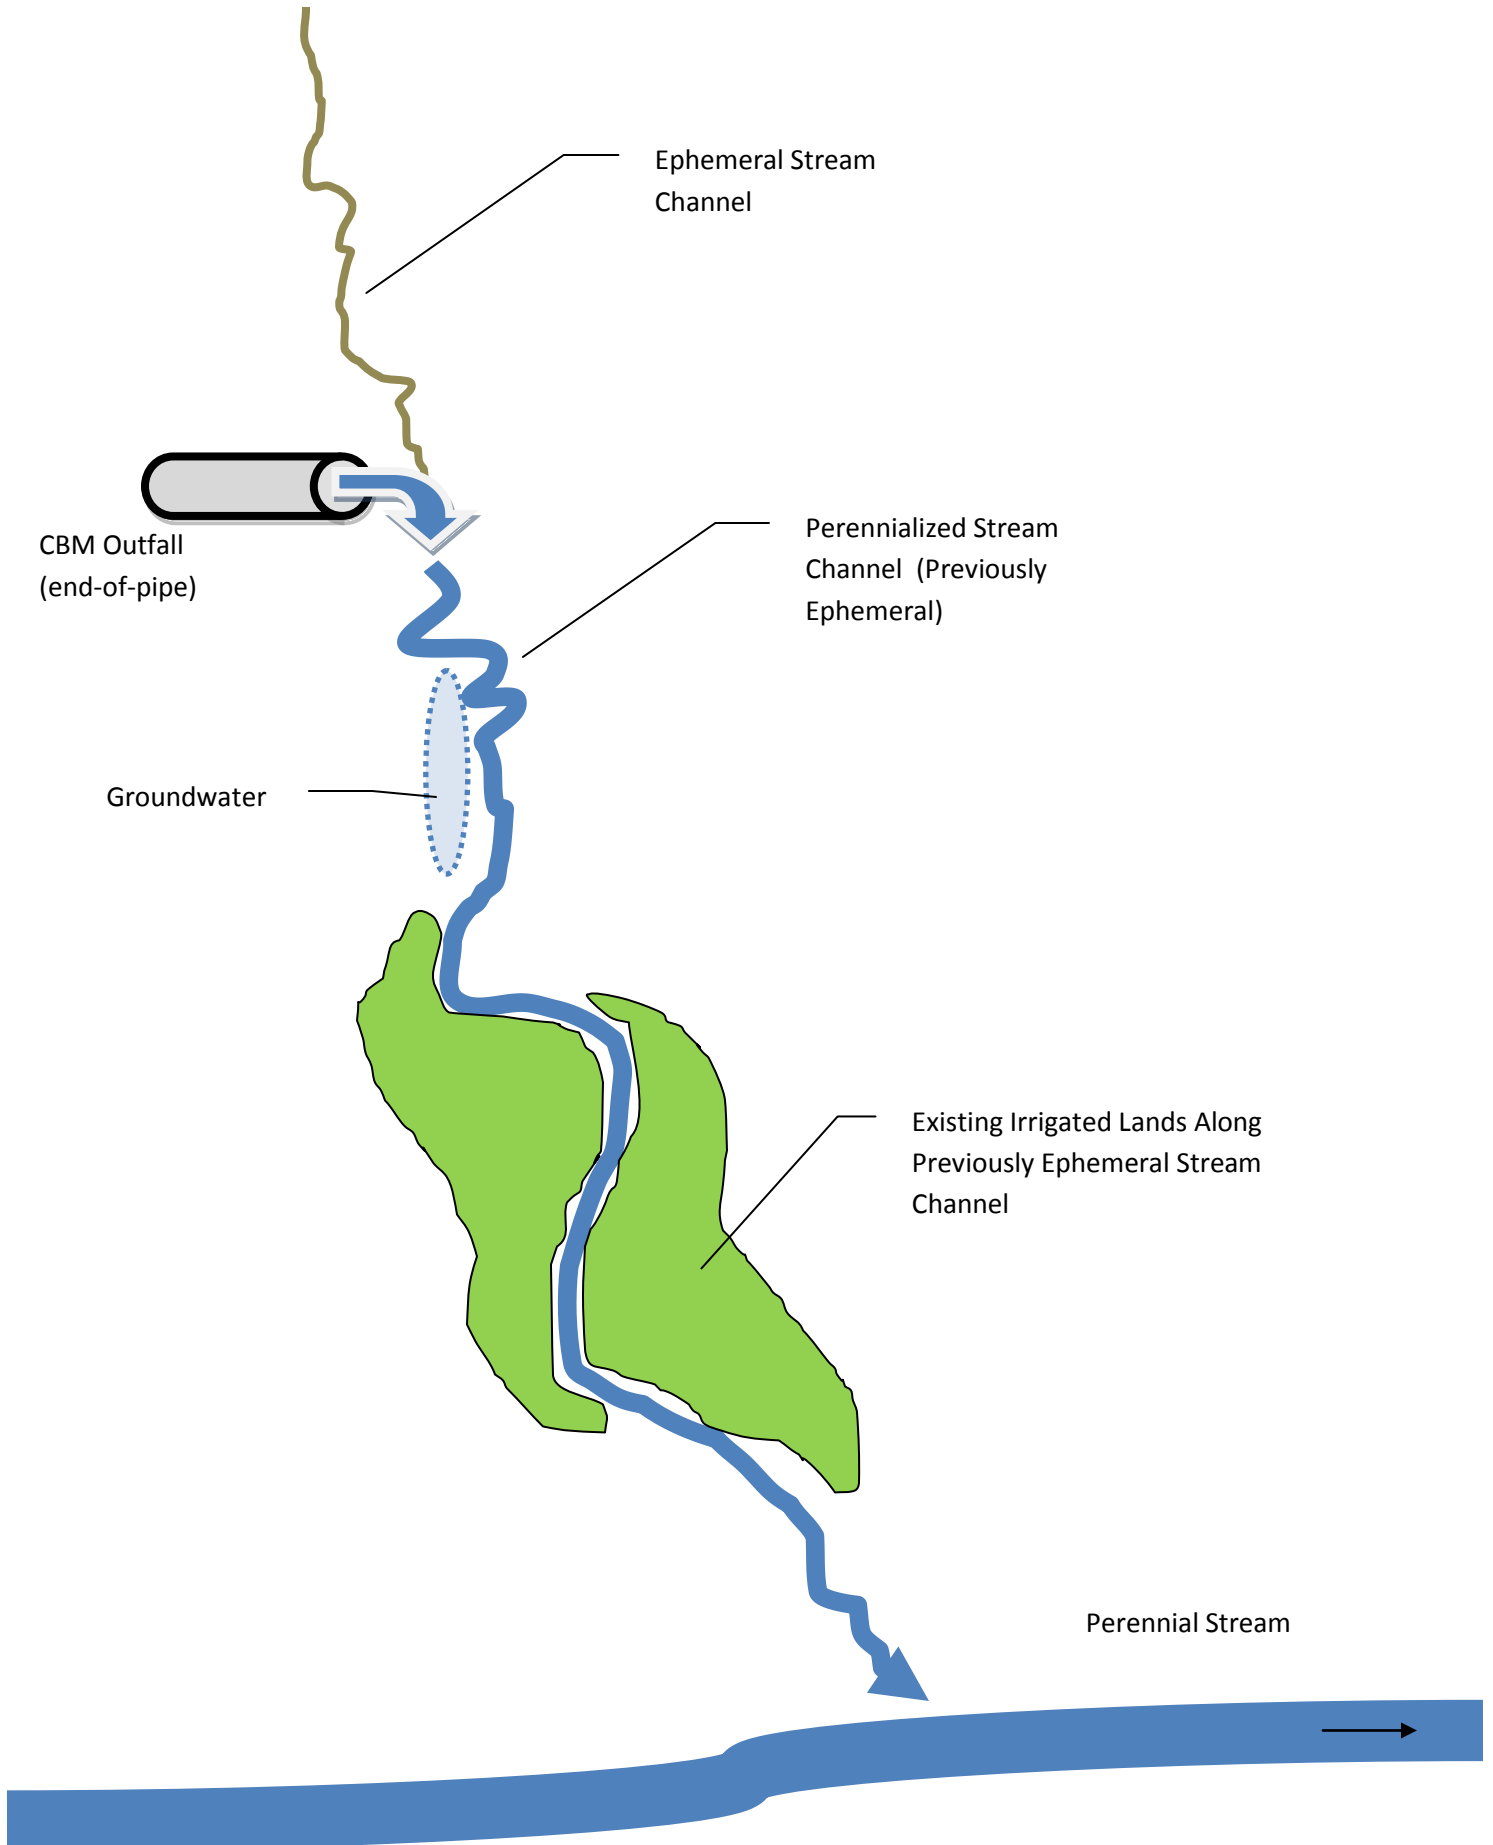 Ephemeral Stream
Channel
CBM Outfall
(end-of-pipe)
Perennialized Stream
Channel  (Previously
Ephemeral)
Groundwater
Existing Irrigated Lands Along
Previously Ephemeral Stream
Channel
Perennial Stream